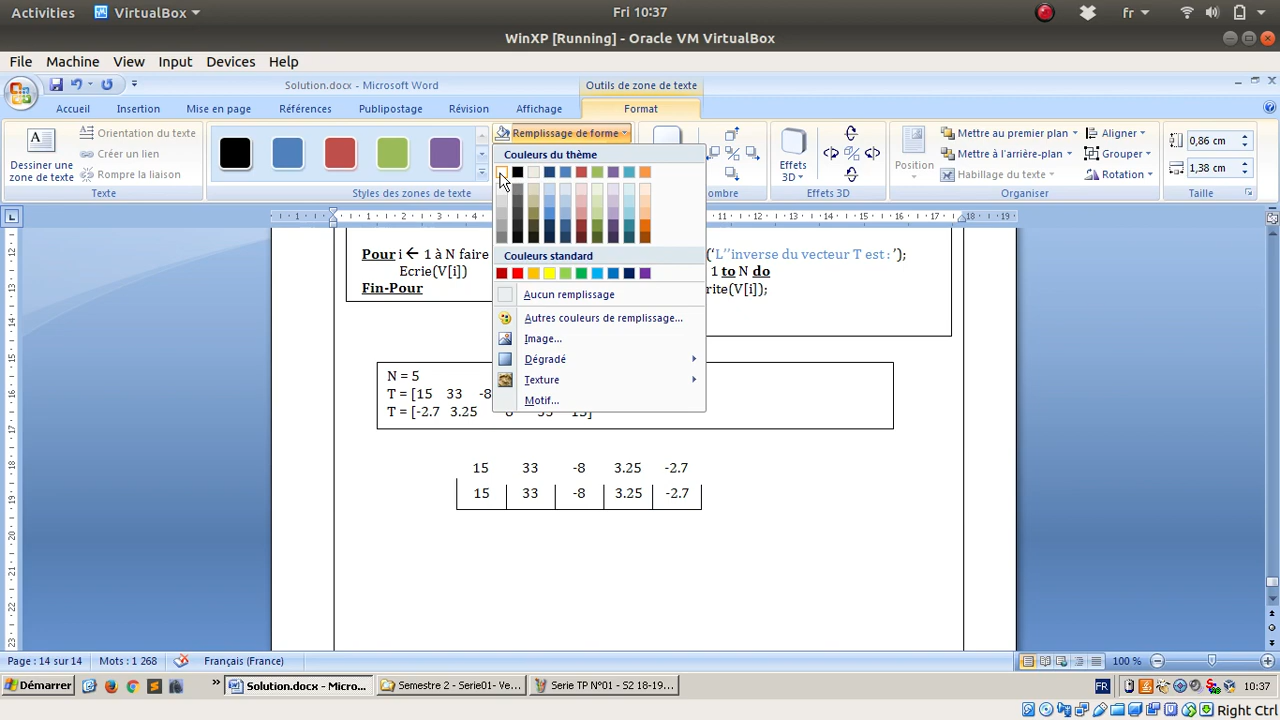 Activities VirtualBox Fri 10:37 fr
WinXP [Running] - Oracle VM VirtualBox
File Machine View Input Devices Help
Solution.docx - Microsoft Word Outils de zone de texte
Accueil Insertion Mise en page Références Publipostage Révision Affichage Format
Dessiner une zone de texte
Orientation du texte
Créer un lien
Rompre la liaison
Texte
Styles des zones de texte
Remplissage de forme
Effets 3D
Effets 3D
Position
Mettre au premier plan
Mettre à l'arrière-plan
Habillage du texte
Aligner
Grouper
Rotation
Organiser
0,86 cm
1,38 cm
Taille
Couleurs du thème
Couleurs standard
Aucun remplissage
Autres couleurs de remplissage...
Image...
Dégradé
Texture
Motif...
Pour i ← 1 à N faire
Ecrire(V[i])
Fin-Pour
('L''inverse du vecteur T est : ');
1 to N do
rite(V[i]);
N = 5
T = [15 33 -8
T = [-2.7 3.25
15 33 -8 3.25 -2.7
15 33 -8 3.25 -2.7
Page : 14 sur 14 Mots : 1 268 Français (France) 100 %
Démarrer Solution.docx - Micro... Semestre 2 - Serie01- Ve... Serie TP N°01 - S2 18-19... FR 10:37
Right Ctrl